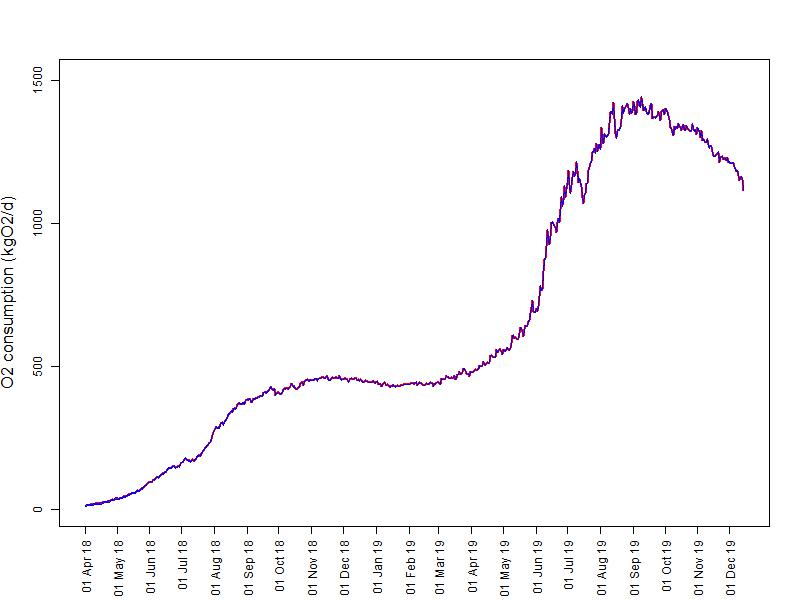 O2 consumption (kgO2/d)
1500
1000
500
0
01 Apr 18
01 May 18
01 Jun 18
01 Jul 18
01 Aug 18
01 Sep 18
01 Oct 18
01 Nov 18
01 Dec 18
01 Jan 19
01 Feb 19
01 Mar 19
01 Apr 19
01 May 19
01 Jun 19
01 Jul 19
01 Aug 19
01 Sep 19
01 Oct 19
01 Nov 19
01 Dec 19